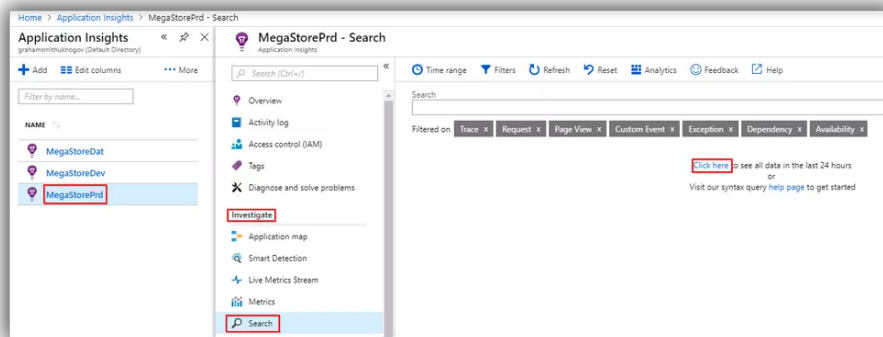 Home > Application Insights > MegaStorePrd - Search
Application Insights
grahamsmithukhogov (Default Directory)
Add
Edit columns
More
Filter by name...
NAME
MegaStoreDat
MegaStoreDev
MegaStorePrd
MegaStorePrd - Search
Application Insights
Search (Ctrl+/)
Overview
Activity log
Access control (IAM)
Tags
Diagnose and solve problems
Investigate
Application map
Smart Detection
Live Metrics Stream
Metrics
Search
Time range
Filters
Refresh
Reset
Analytics
Feedback
Help
Search
Filtered on Trace x Request x Page View x Custom Event x Exception x Dependency x Availability x
Click here to see all data in the last 24 hours
or
Visit our syntax query help page to get started